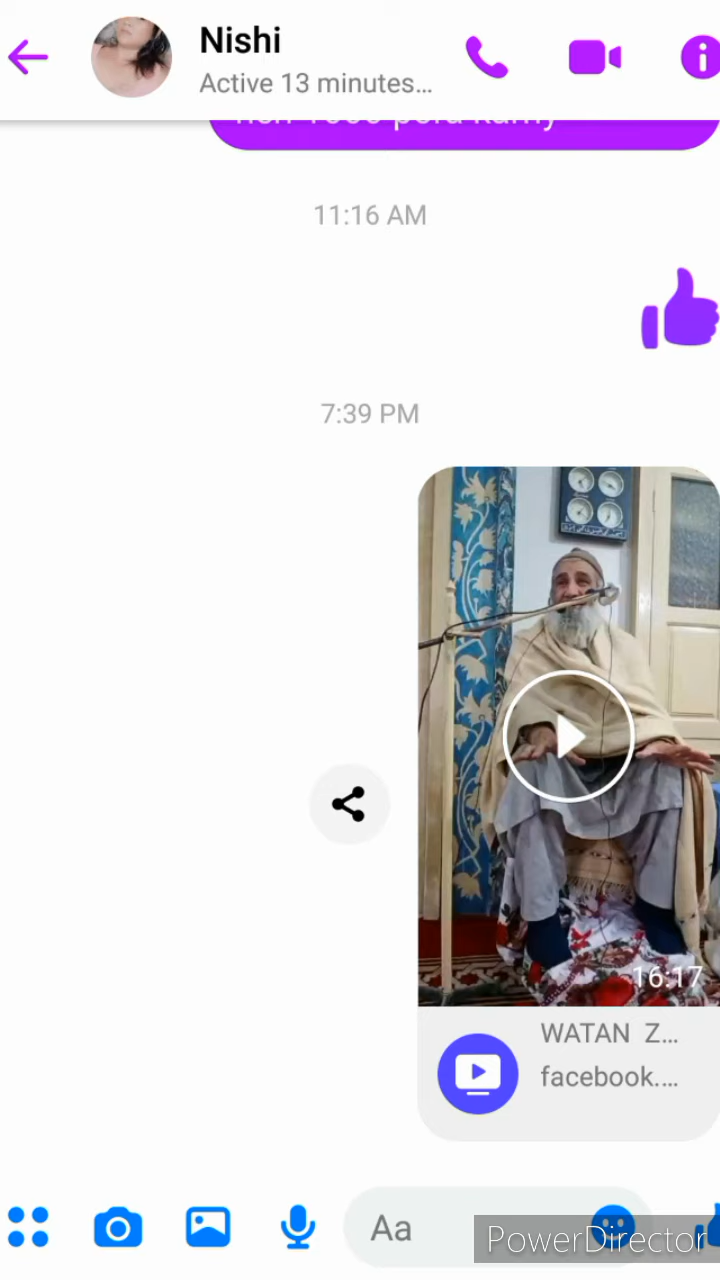 Nishi
Active 13 minutes...
11:16 AM
7:39 PM
16:17
WATAN Z...
facebook....
Aa
PowerDirector